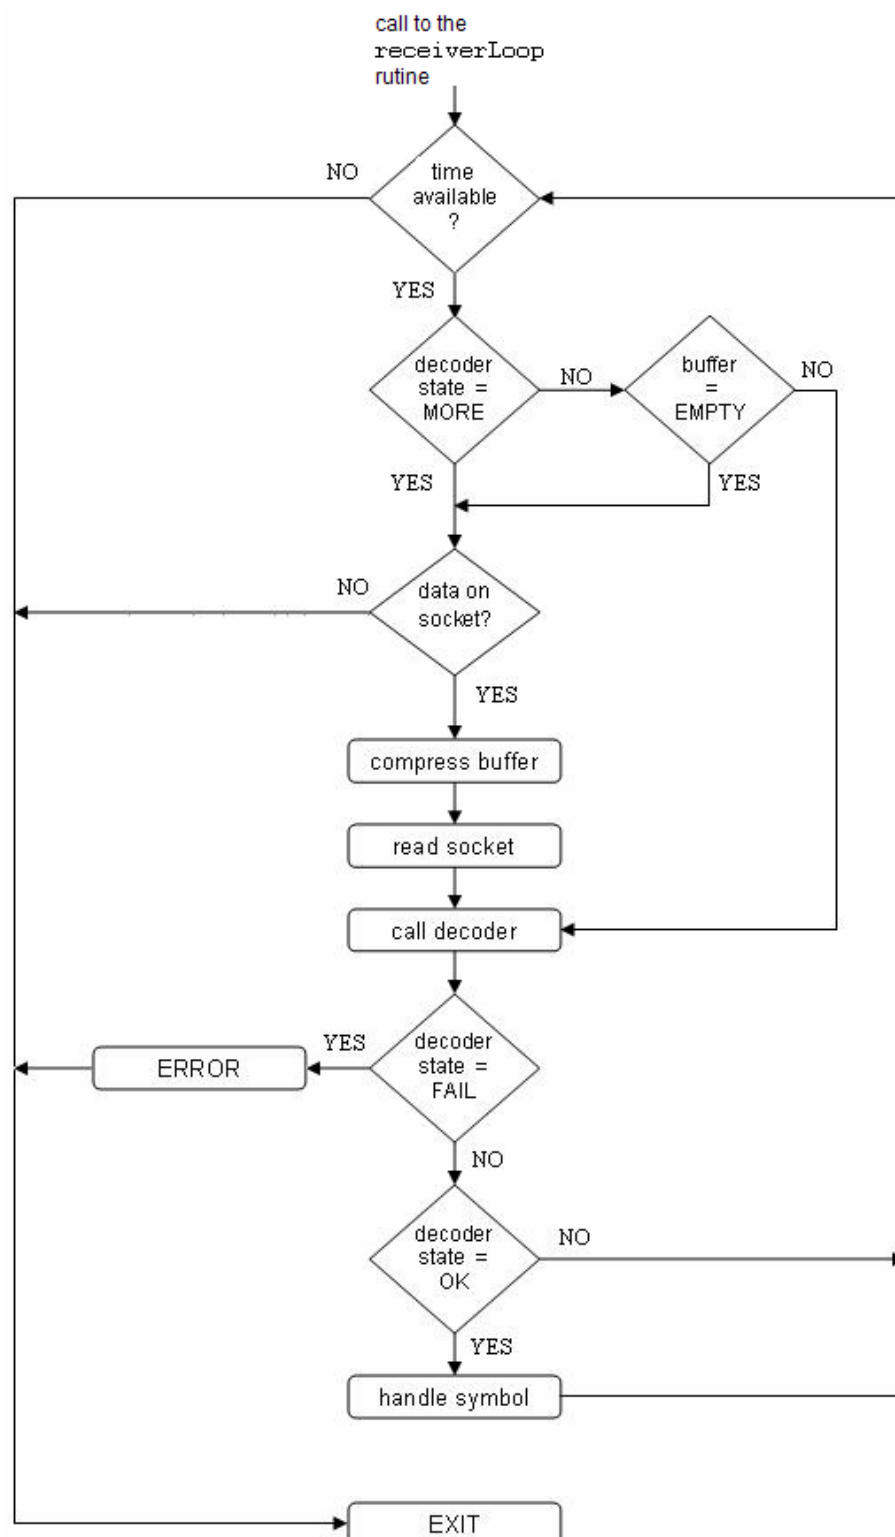 call to the
receiverLoop
rutine
NO
time
available
?
YES
decoder
state =
MORE
NO
buffer
=
EMPTY
NO
YES
YES
NO
data on
socket?
YES
compress buffer
read socket
call decoder
YES
ERROR
decoder
state =
FAIL
NO
decoder
state =
OK
NO
YES
handle symbol
EXIT